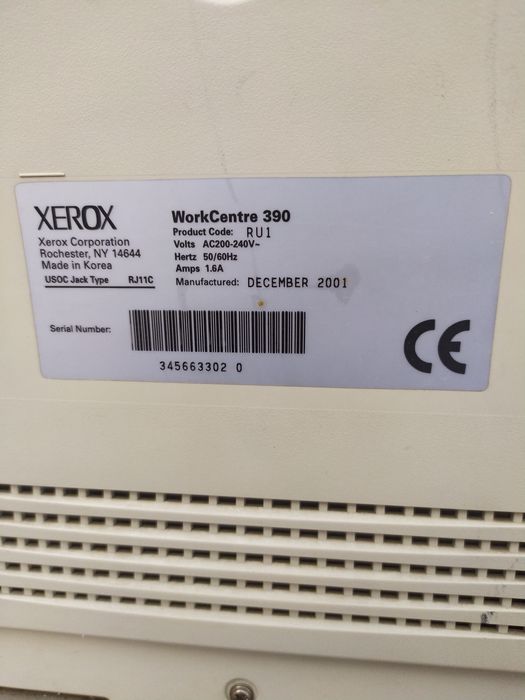 XEROX
Xerox Corporation
Rochester, NY 14644
Made in Korea
USOC Jack Type RJ11C
WorkCentre 390
Product Code: RU1
Volts AC200-240V~
Hertz 50/60Hz
Amps 1.6A
Manufactured: DECEMBER 2001
Serial Number:
345663302 0
CE